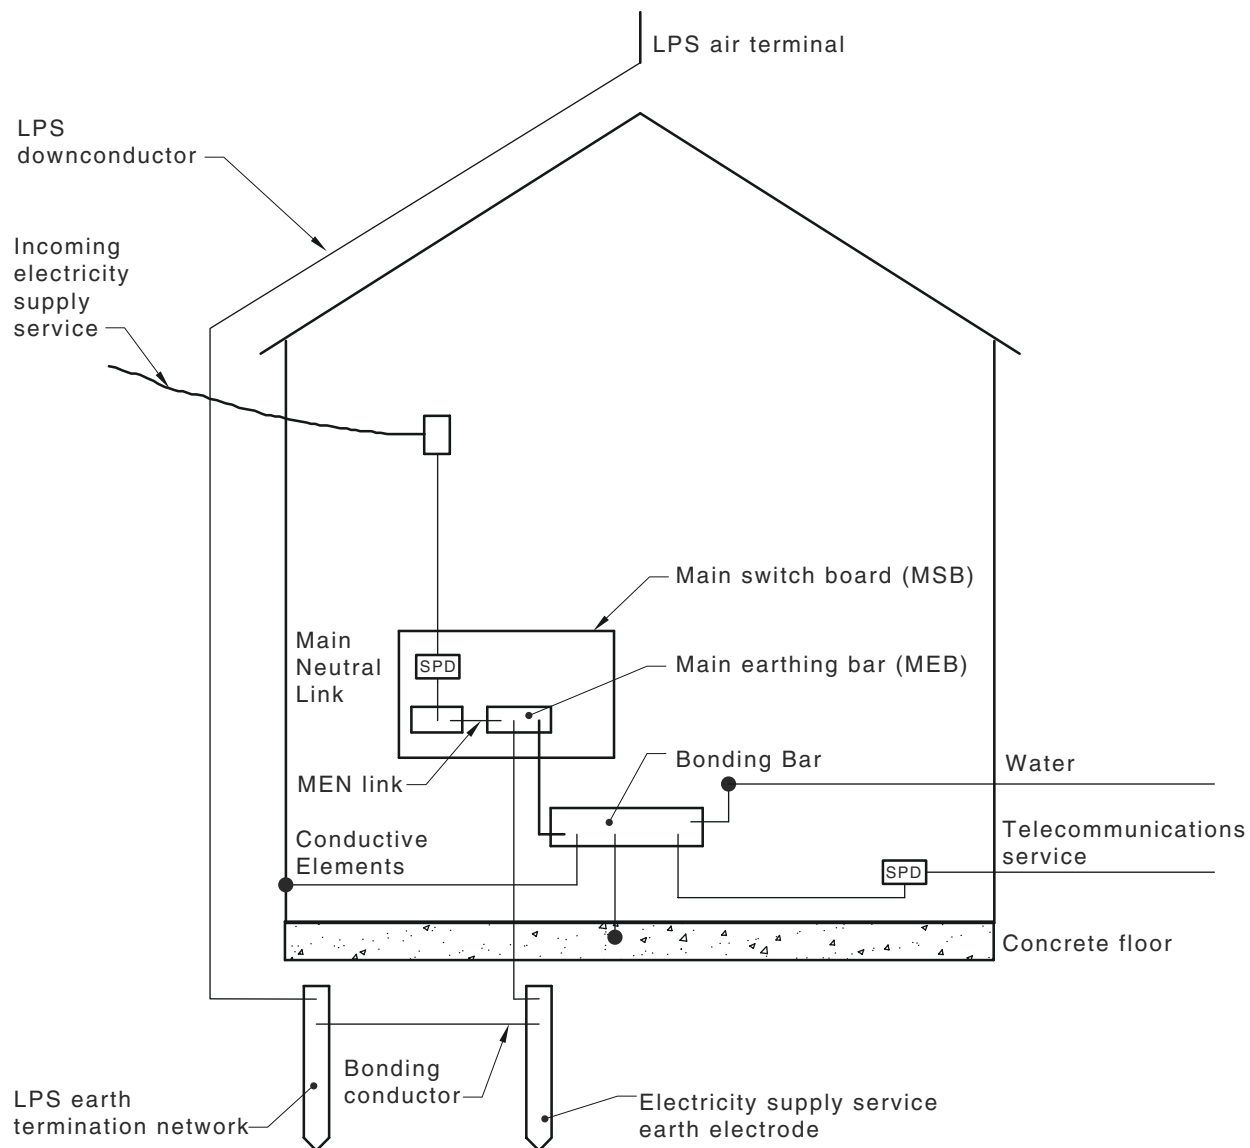 LPS air terminal
LPS
downconductor
Incoming
electricity
supply
service
Main switch board (MSB)
Main
Neutral
Link
SPD
Main earthing bar (MEB)
MEN link
Bonding Bar
Water
Conductive
Elements
Telecommunications
service
SPD
Concrete floor
Bonding
conductor
LPS earth
termination network
Electricity supply service
earth electrode